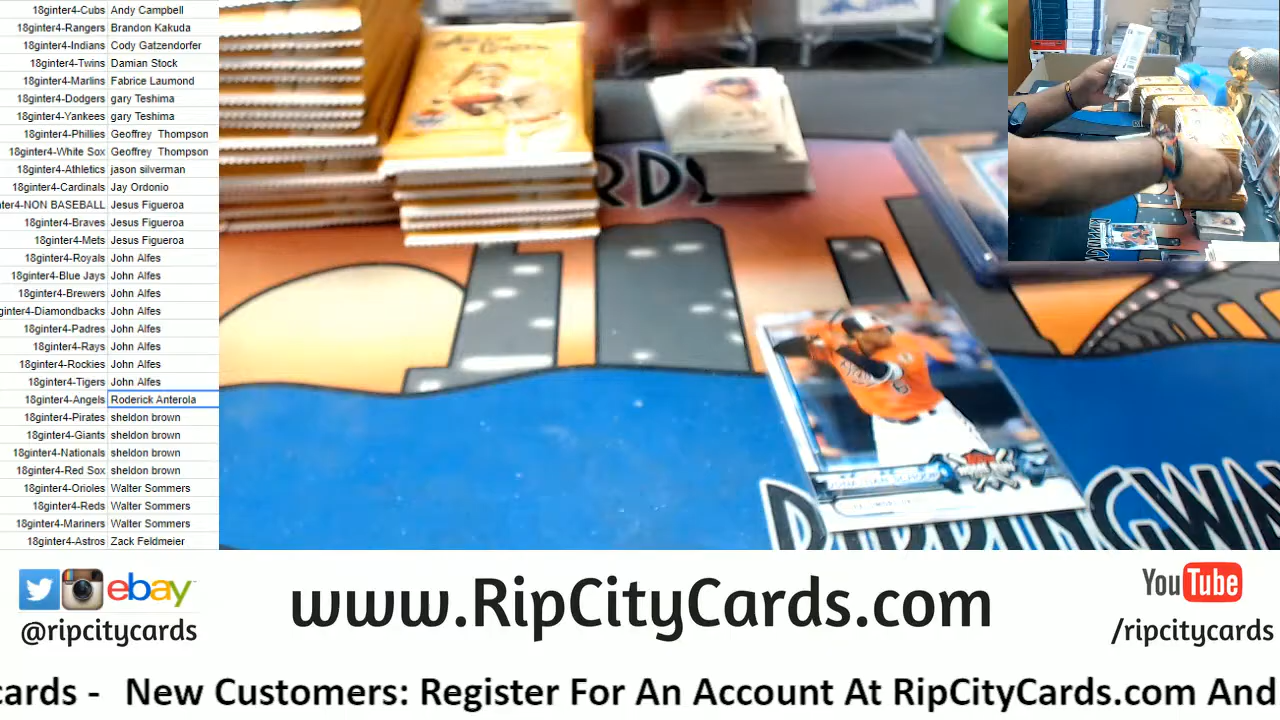 18ginter4-Cubs Andy Campbell
18ginter4-Rangers Brandon Kakuda
18ginter4-Indians Cody Gatzendorfer
18ginter4-Twins Damian Stock
18ginter4-Marlins Fabrice Laumond
18ginter4-Dodgers gary Teshima
18ginter4-Yankees gary Teshima
18ginter4-Phillies Geoffrey Thompson
18ginter4-White Sox Geoffrey Thompson
18ginter4-Athletics jason silverman
18ginter4-Cardinals Jay Ordonio
nter4-NON BASEBALL Jesus Figueroa
18ginter4-Braves Jesus Figueroa
18ginter4-Mets Jesus Figueroa
18ginter4-Royals John Alfes
18ginter4-Blue Jays John Alfes
18ginter4-Brewers John Alfes
ginter4-Diamondbacks John Alfes
18ginter4-Padres John Alfes
18ginter4-Rays John Alfes
18ginter4-Rockies John Alfes
18ginter4-Tigers John Alfes
18ginter4-Angels Roderick Anterola
18ginter4-Pirates sheldon brown
18ginter4-Giants sheldon brown
18ginter4-Nationals sheldon brown
18ginter4-Red Sox sheldon brown
18ginter4-Orioles Walter Sommers
18ginter4-Reds Walter Sommers
18ginter4-Mariners Walter Sommers
18ginter4-Astros Zack Feldmeier
RDS
6
RIPPINGWA
ebay
@ripcitycards
www.RipCityCards.com
YouTube
/ripcitycards
cards - New Customers: Register For An Account At RipCityCards.com And